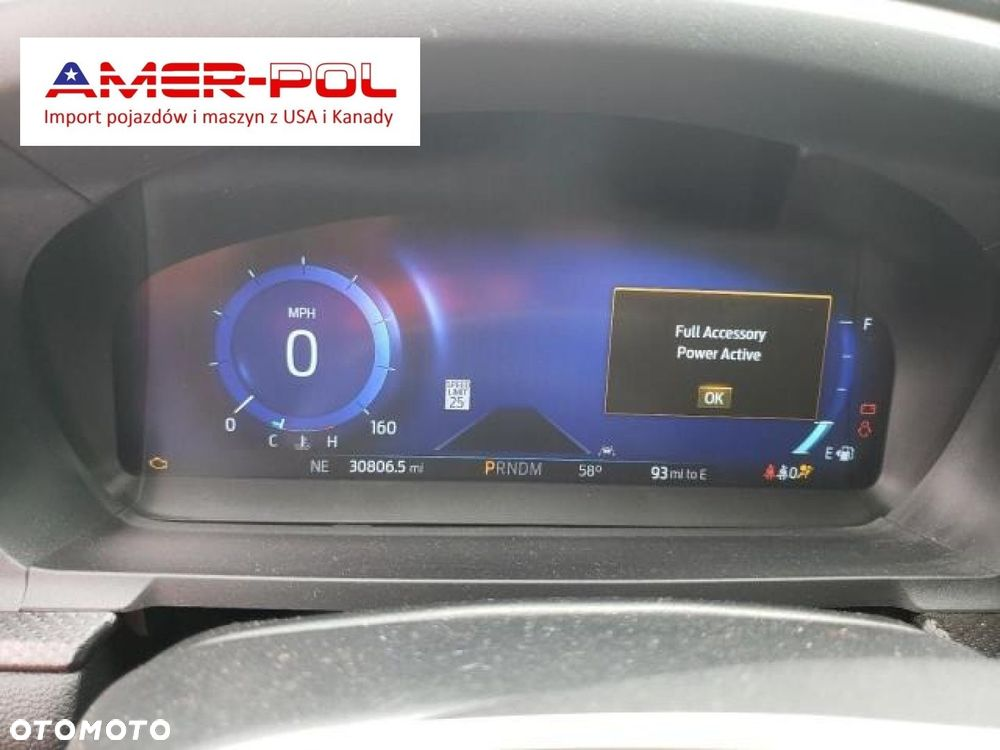 AMER-POL
Import pojazdów i maszyn z USA i Kanady
MPH
0
0
160
C
H
SPEED
LIMIT
25
Full Accessory
Power Active
OK
F
E
NE
30806.5 mi
PRNDM
58°
93 mi to E
0
OTOMOTO